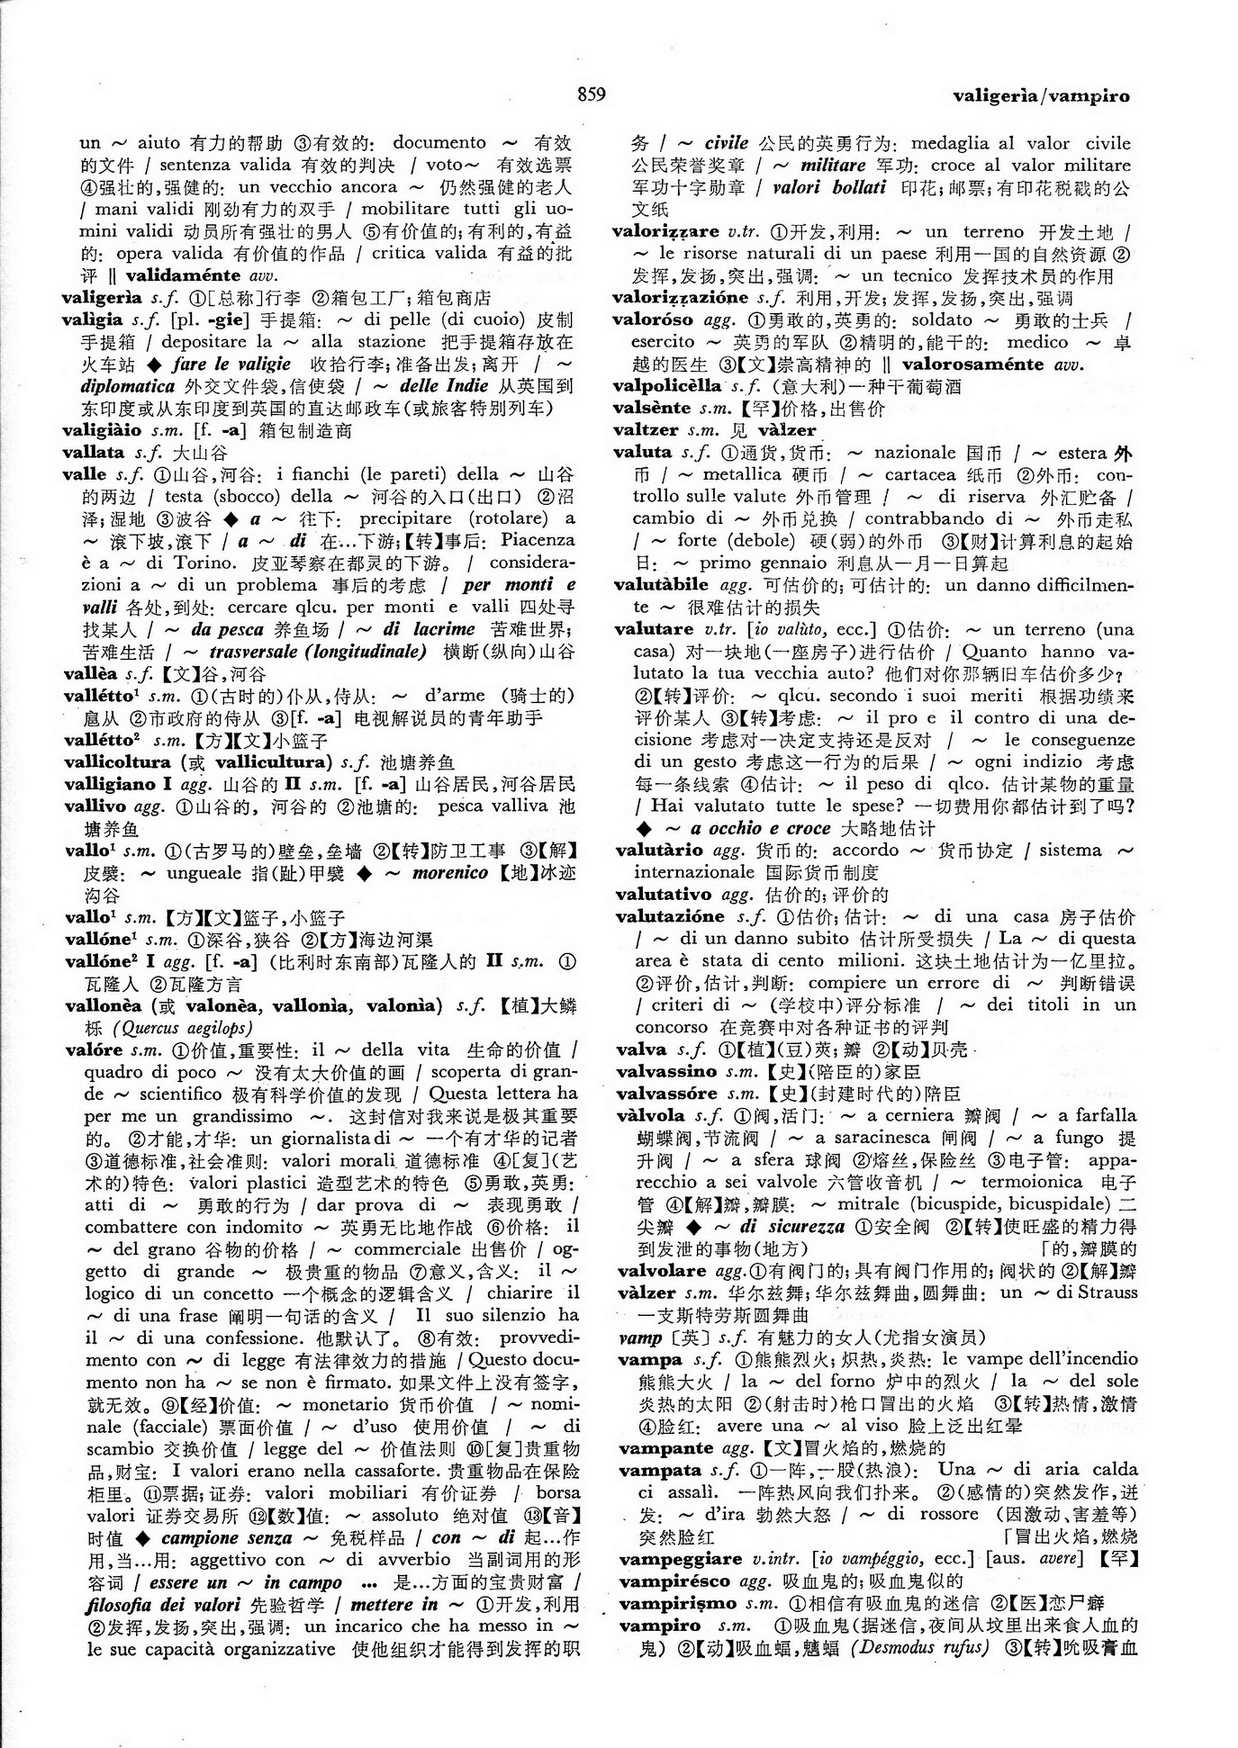 859
valigerìa/vampiro
un ～ aiuto 有力的帮助 ③有效的: documento ～ 有效
的文件 / sentenza valida 有效的判决 / voto～ 有效选票
④强壮的,强健的: un vecchio ancora ～ 仍然强健的老人
/ mani validi 刚劲有力的双手 / mobilitare tutti gli uo-
mini validi 动员所有强壮的男人 ⑤有价值的;有利的,有益
的: opera valida 有价值的作品 / critica valida 有益的批
评 ‖ validaménte avv.
valigerìa s.f. ①[总称]行李 ②箱包工厂;箱包商店
valìgia s.f. [pl. -gie] 手提箱: ～ di pelle (di cuoio) 皮制
手提箱 / depositare la ～ alla stazione 把手提箱存放在
火车站 ◆ fare le valigie 收拾行李;准备出发;离开 / ～
diplomatica 外交文件袋,信使袋 / ～ delle Indie 从英国到
东印度或从东印度到英国的直达邮政车(或旅客特别列车)
valigiàio s.m. [f. -a] 箱包制造商
vallata s.f. 大山谷
valle s.f. ①山谷,河谷: i fianchi (le pareti) della ～ 山谷
的两边 / testa (sbocco) della ～ 河谷的入口(出口) ②沼
泽;湿地 ③波谷 ◆ a ～ 往下: precipitare (rotolare) a
～ 滚下坡,滚下 / a ～ di 在…下游;【转】事后: Piacenza
è a ～ di Torino. 皮亚琴察在都灵的下游。 / considera-
zioni a ～ di un problema 事后的考虑 / per monti e
valli 各处,到处: cercare qlcu. per monti e valli 四处寻
找某人 / ～ da pesca 养鱼场 / ～ di lacrime 苦难世界;
苦难生活 / ～ trasversale (longitudinale) 横断(纵向)山谷
vallèa s.f.【文】谷,河谷
vallétto¹ s.m. ①(古时的)仆从,侍从: ～ d'arme (骑士的)
扈从 ②市政府的侍从 ③[f. -a] 电视解说员的青年助手
vallétto² s.m.【方】【文】小篮子
vallicoltura (或 vallicultura) s.f. 池塘养鱼
valligiano I agg. 山谷的 II s.m. [f. -a] 山谷居民,河谷居民
vallivo agg. ①山谷的, 河谷的 ②池塘的: pesca valliva 池
塘养鱼
vallo¹ s.m. ①(古罗马的)壁垒,垒墙 ②【转】防卫工事 ③【解】
皮襞: ～ ungueale 指(趾)甲襞 ◆ ～ morenico【地】冰迹
沟谷
vallo¹ s.m.【方】【文】篮子,小篮子
vallóne¹ s.m. ①深谷,狭谷 ②【方】海边河渠
vallóne² I agg. [f. -a] (比利时东南部)瓦隆人的 II s.m. ①
瓦隆人 ②瓦隆方言
vallonèa (或 valonèa, vallonìa, valonìa) s.f.【植】大鳞
栎 (Quercus aegilops)
valóre s.m. ①价值,重要性: il ～ della vita 生命的价值 /
quadro di poco ～ 没有太大价值的画 / scoperta di gran-
de ～ scientifico 极有科学价值的发现 / Questa lettera ha
per me un grandissimo ～. 这封信对我来说是极其重要
的。 ②才能,才华: un giornalista di ～ 一个有才华的记者
③道德标准,社会准则: valori morali 道德标准 ④[复](艺
术的)特色: valori plastici 造型艺术的特色 ⑤勇敢,英勇:
atti di ～ 勇敢的行为 / dar prova di ～ 表现勇敢 /
combattere con indomito ～ 英勇无比地作战 ⑥价格: il
～ del grano 谷物的价格 / ～ commerciale 出售价 / og-
getto di grande ～ 极贵重的物品 ⑦意义,含义: il ～
logico di un concetto 一个概念的逻辑含义 / chiarire il
～ di una frase 阐明一句话的含义 / Il suo silenzio ha
il ～ di una confessione. 他默认了。 ⑧有效: provvedi-
mento con ～ di legge 有法律效力的措施 / Questo docu-
mento non ha ～ se non è firmato. 如果文件上没有签字,
就无效。⑨【经】价值: ～ monetario 货币价值 / ～ nomi-
nale (facciale) 票面价值 / ～ d'uso 使用价值 / ～ di
scambio 交换价值 / legge del ～ 价值法则 ⑩[复]贵重物
品,财宝: I valori erano nella cassaforte. 贵重物品在保险
柜里。⑪票据;证券: valori mobiliari 有价证券 / borsa
valori 证券交易所 ⑫【数】值: ～ assoluto 绝对值 ⑬【音】
时值 ◆ campione senza ～ 免税样品 / con ～ di 起…作
用,当…用: aggettivo con ～ di avverbio 当副词用的形
容词 / essere un ～ in campo … 是…方面的宝贵财富 /
filosofia dei valori 先验哲学 / mettere in ～ ①开发,利用
②发挥,发扬,突出,强调: un incarico che ha messo in ～
le sue capacità organizzative 使他组织才能得到发挥的职
务 / ～ civile 公民的英勇行为: medaglia al valor civile
公民荣誉奖章 / ～ militare 军功: croce al valor militare
军功十字勋章 / valori bollati 印花;邮票;有印花税戳的公
文纸
valorizzare v.tr. ①开发,利用: ～ un terreno 开发土地 /
～ le risorse naturali di un paese 利用一国的自然资源 ②
发挥,发扬,突出,强调: ～ un tecnico 发挥技术员的作用
valorizzazióne s.f. 利用,开发;发挥,发扬,突出,强调
valoróso agg. ①勇敢的,英勇的: soldato ～ 勇敢的士兵 /
esercito ～ 英勇的军队 ②精明的,能干的: medico ～ 卓
越的医生 ③【文】崇高精神的 ‖ valorosaménte avv.
valpolicèlla s.f. (意大利)一种干葡萄酒
valsènte s.m.【罕】价格,出售价
valtzer s.m. 见 vàlzer
valuta s.f. ①通货,货币: ～ nazionale 国币 / ～ estera 外
币 / ～ metallica 硬币 / ～ cartacea 纸币 ②外币: con-
trollo sulle valute 外币管理 / ～ di riserva 外汇贮备 /
cambio di ～ 外币兑换 / contrabbando di ～ 外币走私
/ ～ forte (debole) 硬(弱)的外币 ③【财】计算利息的起始
日: ～ primo gennaio 利息从一月一日算起
valutàbile agg. 可估价的;可估计的: un danno difficilmen-
te ～ 很难估计的损失
valutare v.tr. [io valùto, ecc.] ①估价: ～ un terreno (una
casa) 对一块地(一座房子)进行估价 / Quanto hanno va-
lutato la tua vecchia auto? 他们对你那辆旧车估价多少?
②【转】评价: ～ qlcu. secondo i suoi meriti 根据功绩来
评价某人 ③【转】考虑: ～ il pro e il contro di una de-
cisione 考虑对一决定支持还是反对 / ～ le conseguenze
di un gesto 考虑这一行为的后果 / ～ ogni indizio 考虑
每一条线索 ④估计: ～ il peso di qlco. 估计某物的重量
/ Hai valutato tutte le spese? 一切费用你都估计到了吗?
◆ ～ a occhio e croce 大略地估计
valutàrio agg. 货币的: accordo ～ 货币协定 / sistema ～
internazionale 国际货币制度
valutativo agg. 估价的;评价的
valutazióne s.f. ①估价;估计: ～ di una casa 房子估价
/ ～ di un danno subito 估计所受损失 / La ～ di questa
area è stata di cento milioni. 这块土地估计为一亿里拉。
②评价,估计,判断: compiere un errore di ～ 判断错误
/ criteri di ～ (学校中)评分标准 / ～ dei titoli in un
concorso 在竞赛中对各种证书的评判
valva s.f. ①【植】(豆)荚;瓣 ②【动】贝壳
valvassino s.m.【史】(陪臣的)家臣
valvassóre s.m.【史】(封建时代的)陪臣
vàlvola s.f. ①阀,活门: ～ a cerniera 瓣阀 / ～ a farfalla
蝴蝶阀,节流阀 / ～ a saracinesca 闸阀 / ～ a fungo 提
升阀 / ～ a sfera 球阀 ②熔丝,保险丝 ③电子管: appa-
recchio a sei valvole 六管收音机 / ～ termoionica 电子
管 ④【解】瓣,瓣膜: ～ mitrale (bicuspide, bicuspidale) 二
尖瓣 ◆ ～ di sicurezza ①安全阀 ②【转】使旺盛的精力得
到发泄的事物(地方) 「的,瓣膜的
valvolare agg.①有阀门的;具有阀门作用的;阀状的 ②【解】瓣
vàlzer s.m. 华尔兹舞;华尔兹舞曲,圆舞曲: un ～ di Strauss
一支斯特劳斯圆舞曲
vamp [英] s.f. 有魅力的女人(尤指女演员)
vampa s.f. ①熊熊烈火;炽热,炎热: le vampe dell'incendio
熊熊大火 / la ～ del forno 炉中的烈火 / la ～ del sole
炎热的太阳 ②(射击时)枪口冒出的火焰 ③【转】热情,激情
④脸红: avere una ～ al viso 脸上泛出红晕
vampante agg.【文】冒火焰的,燃烧的
vampata s.f. ①一阵,一股(热浪): Una ～ di aria calda
ci assalì. 一阵热风向我们扑来。 ②(感情的)突然发作,迸
发: ～ d'ira 勃然大怒 / ～ di rossore (因激动、害羞等)
突然脸红 「冒出火焰,燃烧
vampeggiare v.intr. [io vampéggio, ecc.] [aus. avere]【罕】
vampirésco agg. 吸血鬼的;吸血鬼似的
vampirismo s.m. ①相信有吸血鬼的迷信 ②【医】恋尸癖
vampiro s.m. ①吸血鬼(据迷信,夜间从坟里出来食人血的
鬼) ②【动】吸血蝠,魑蝠 (Desmodus rufus) ③【转】吮吸膏血